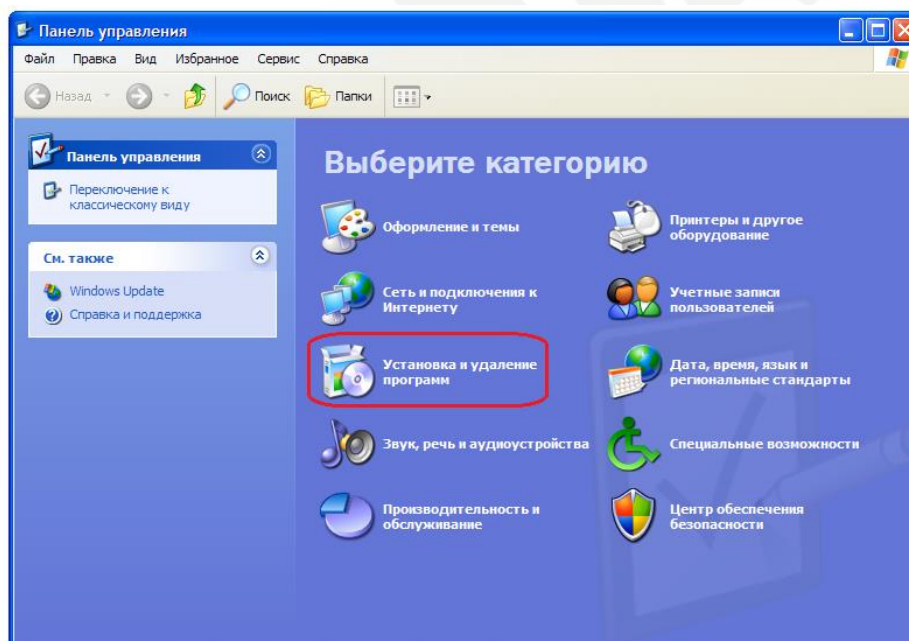 Панель управления
Файл Правка Вид Избранное Сервис Справка
Назад Поиск Папки
Панель управления
Переключение к
классическому виду
См. также
Windows Update
Справка и поддержка
Выберите категорию
Оформление и темы
Принтеры и другое
оборудование
Сеть и подключения к
Интернету
Учетные записи
пользователей
Установка и удаление
программ
Дата, время, язык и
региональные стандарты
Звук, речь и аудиоустройства
Специальные возможности
Производительность и
обслуживание
Центр обеспечения
безопасности